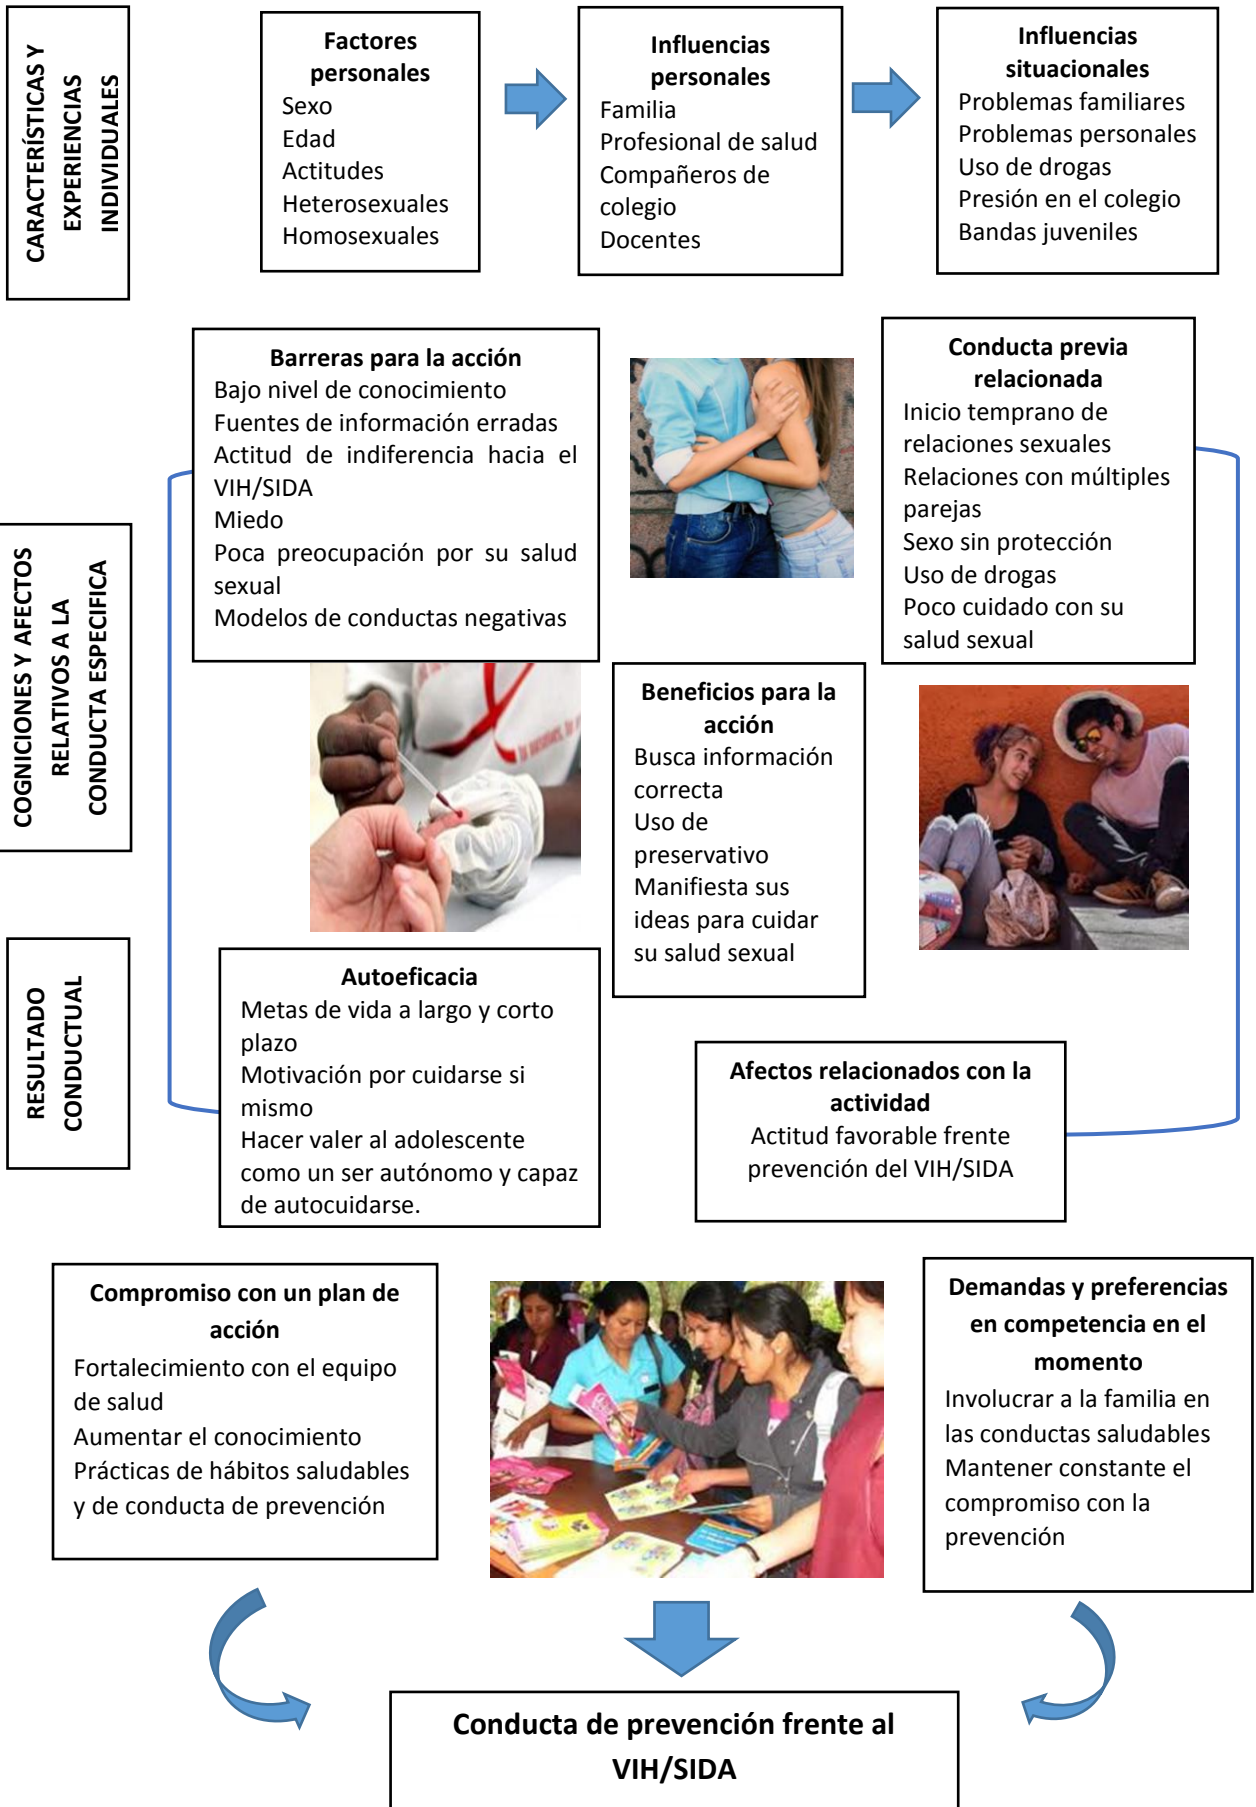 CARACTERÍSTICAS Y
EXPERIENCIAS
INDIVIDUALES
Factores
personales
Sexo
Edad
Actitudes
Heterosexuales
Homosexuales
Influencias
personales
Familia
Profesional de salud
Compañeros de
colegio
Docentes
Influencias
situacionales
Problemas familiares
Problemas personales
Uso de drogas
Presión en el colegio
Bandas juveniles
COGNICIONES Y AFECTOS
RELATIVOS A LA
CONDUCTA ESPECIFICA
Barreras para la acción
Bajo nivel de conocimiento
Fuentes de información erradas
Actitud de indiferencia hacia el
VIH/SIDA
Miedo
Poca preocupación por su salud
sexual
Modelos de conductas negativas
Conducta previa
relacionada
Inicio temprano de
relaciones sexuales
Relaciones con múltiples
parejas
Sexo sin protección
Uso de drogas
Poco cuidado con su
salud sexual
Beneficios para la
acción
Busca información
correcta
Uso de
preservativo
Manifiesta sus
ideas para cuidar
su salud sexual
RESULTADO
CONDUCTUAL
Autoeficacia
Metas de vida a largo y corto
plazo
Motivación por cuidarse si
mismo
Hacer valer al adolescente
como un ser autónomo y capaz
de autocuidarse.
Afectos relacionados con la
actividad
Actitud favorable frente
prevención del VIH/SIDA
Compromiso con un plan de
acción
Fortalecimiento con el equipo
de salud
Aumentar el conocimiento
Prácticas de hábitos saludables
y de conducta de prevención
Demandas y preferencias
en competencia en el
momento
Involucrar a la familia en
las conductas saludables
Mantener constante el
compromiso con la
prevención
Conducta de prevención frente al
VIH/SIDA